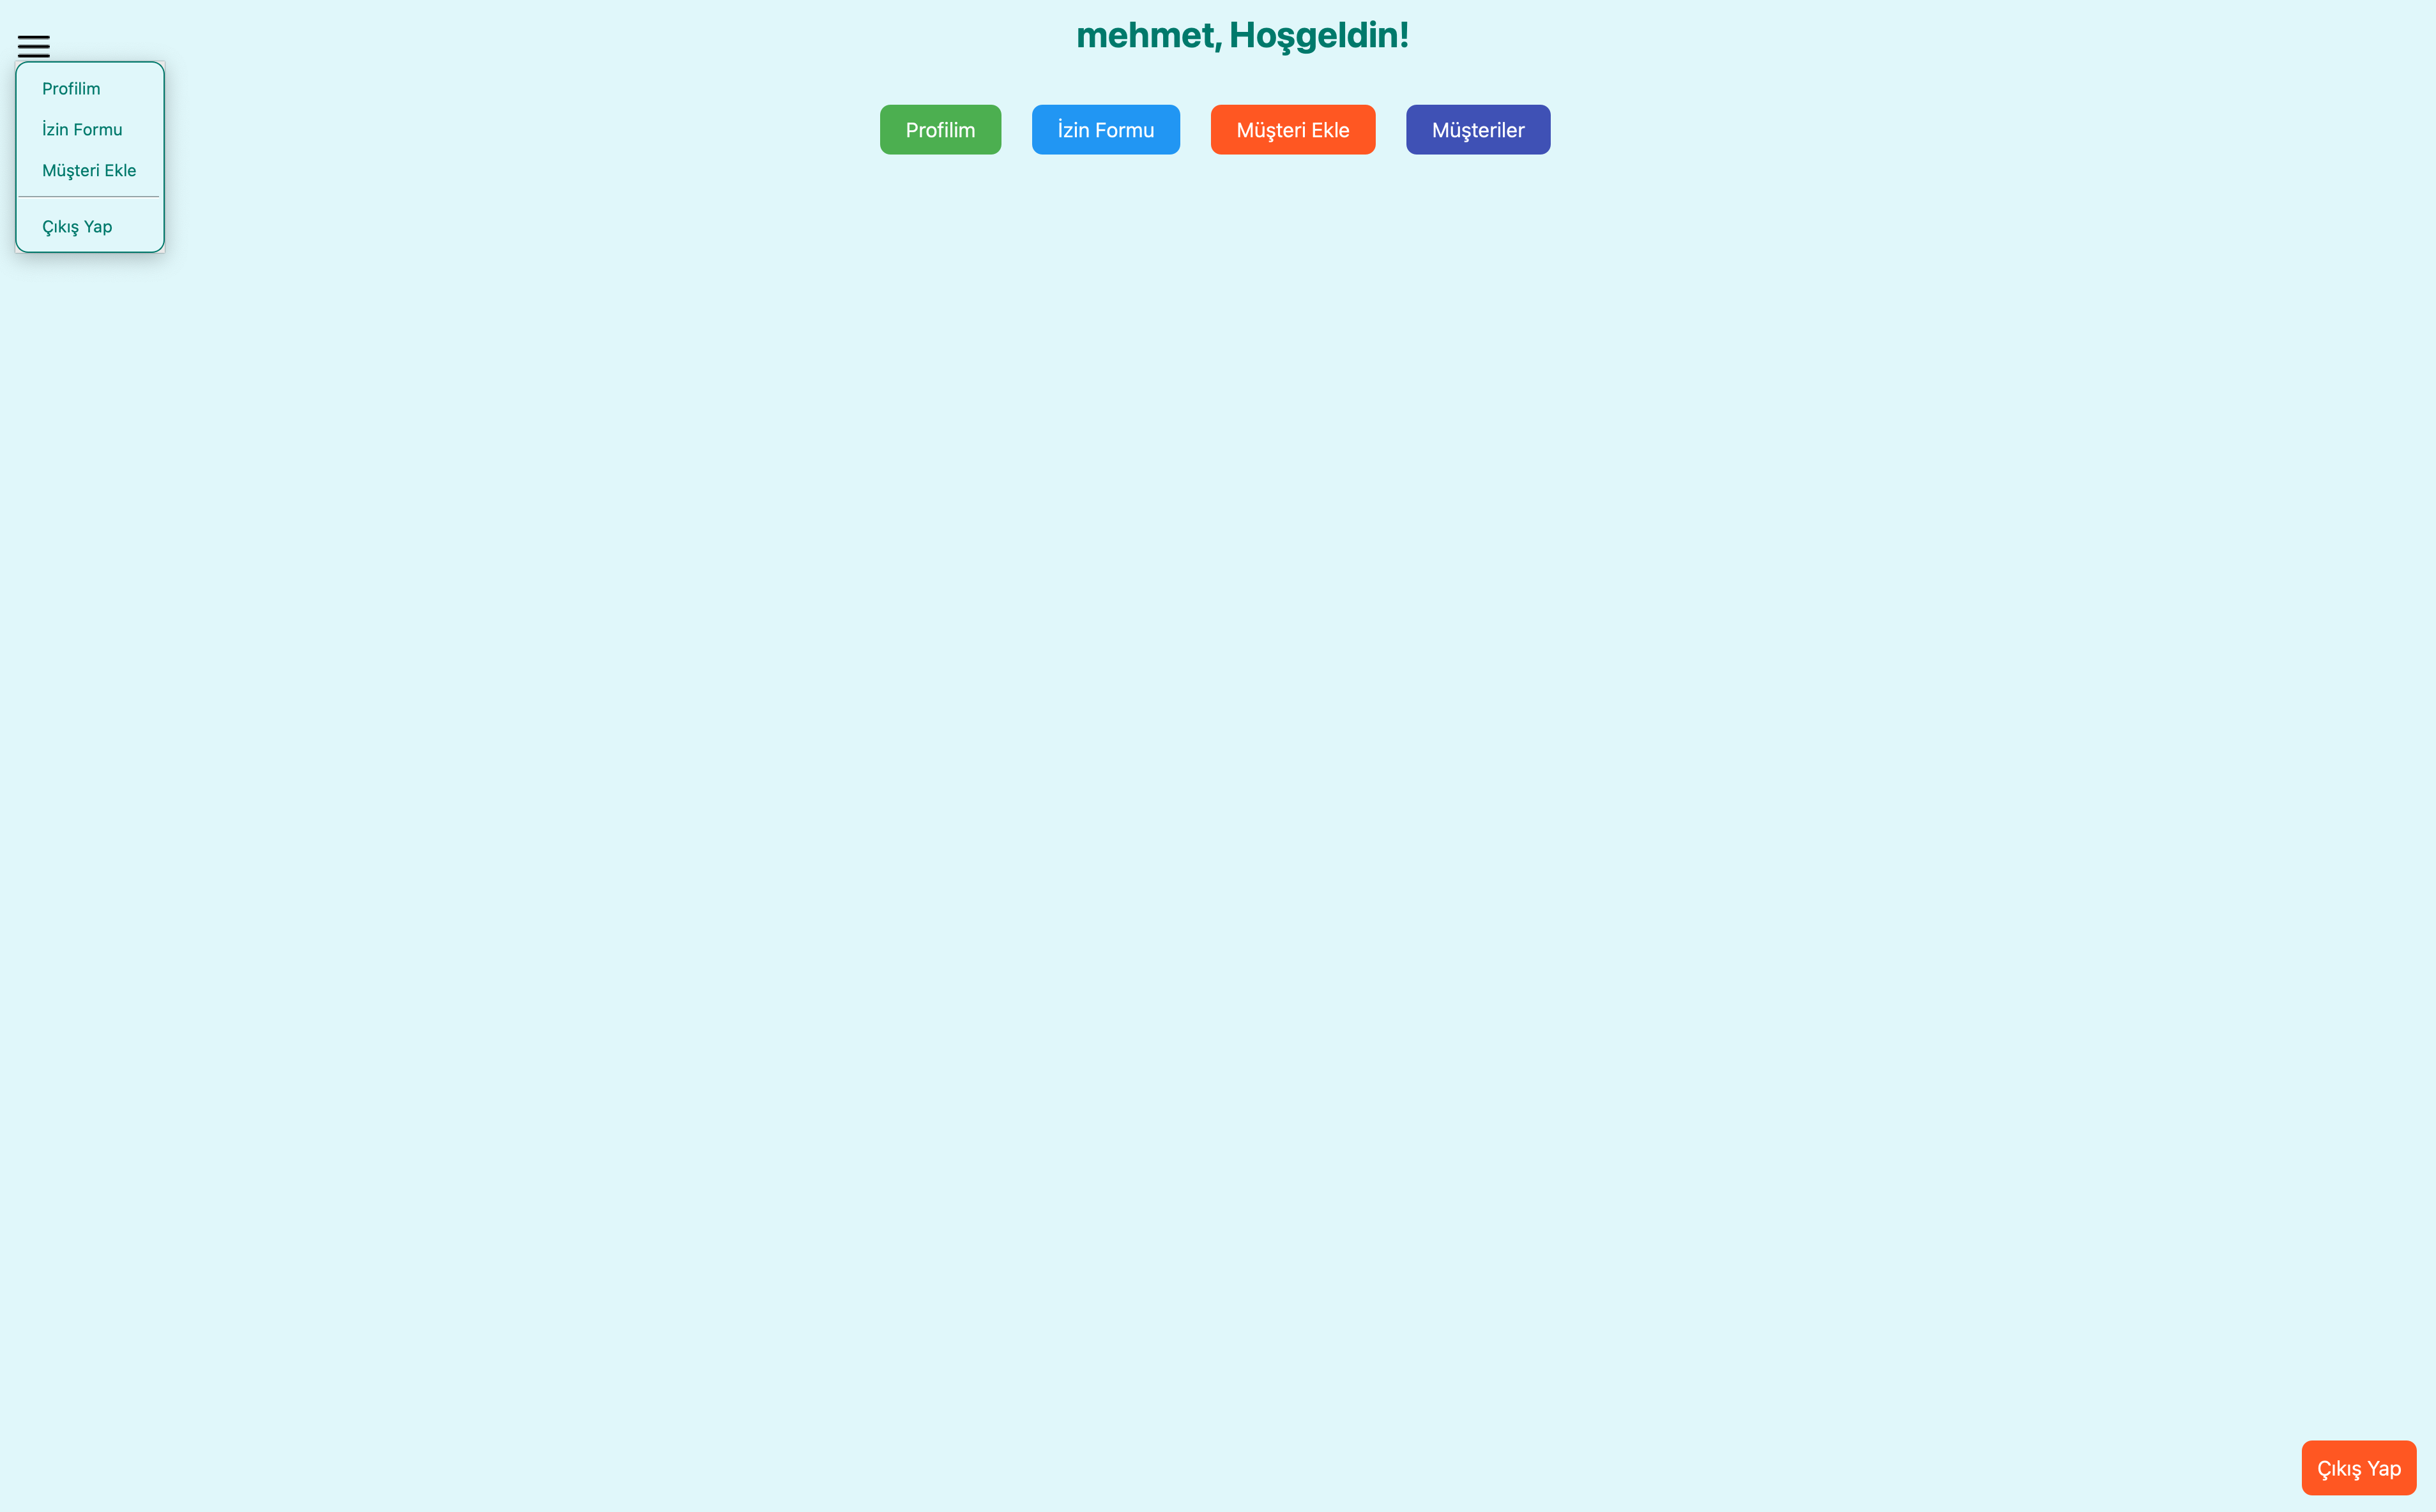 mehmet, Hoşgeldin!
Profilim
İzin Formu
Müşteri Ekle
Çıkış Yap
Profilim İzin Formu Müşteri Ekle Müşteriler
Çıkış Yap